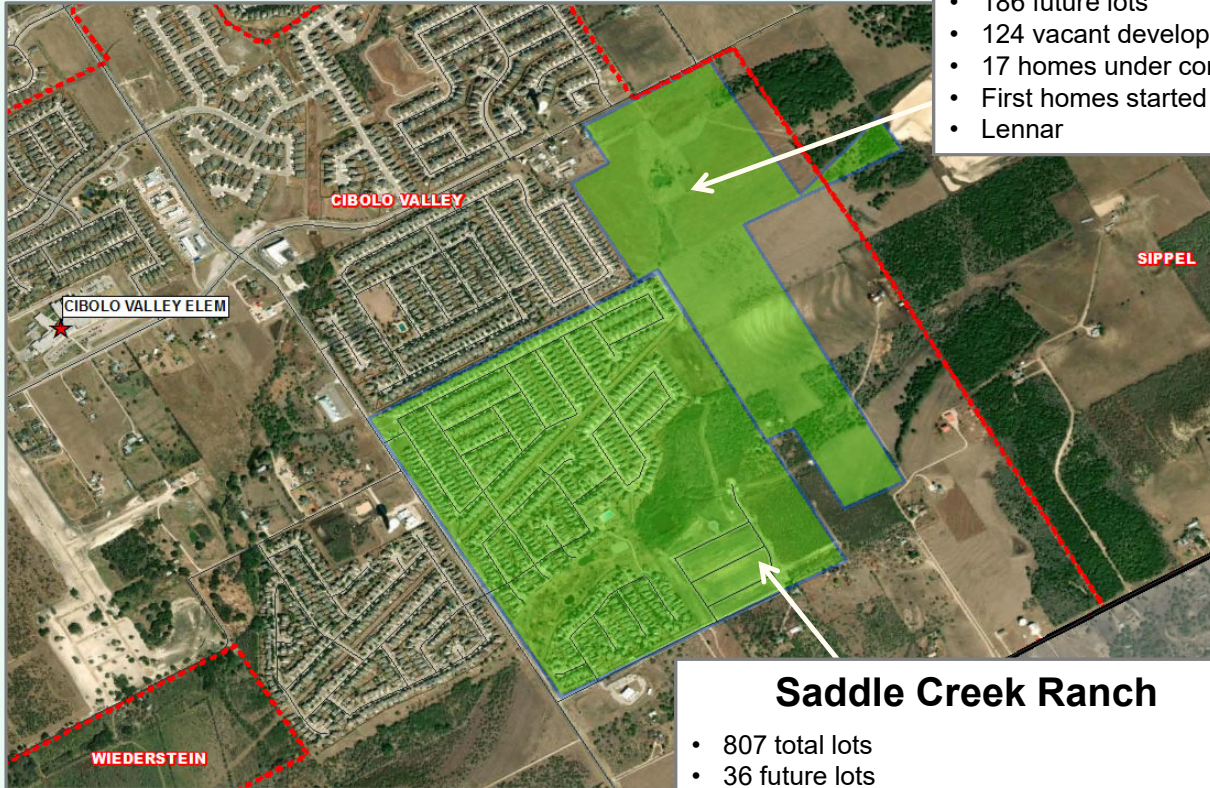 186 future lots
• 124 vacant develop
• 17 homes under con
• First homes started
• Lennar
CIBOLO VALLEY
SIPPEL
CIBOLO VALLEY ELEM
Saddle Creek Ranch
• 807 total lots
• 36 future lots
WIEDERSTEIN